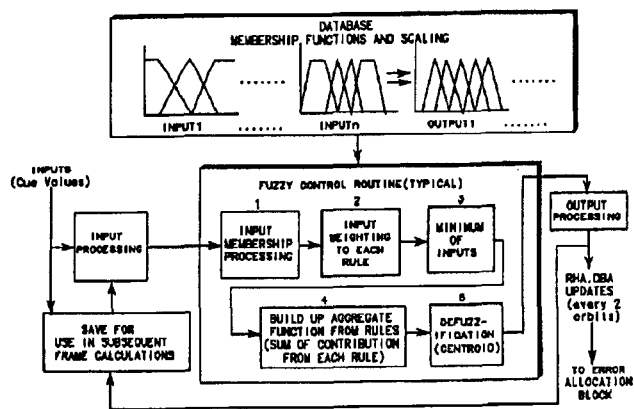 DATABASE
MEMBERSHIP FUNCTIONS AND SCALING
INPUT1
INPUTn
OUTPUT1
INPUTS
(Cue Values)
INPUT
PROCESSING
SAVE FOR
USE IN SUBSEQUENT
FRAME CALCULATIONS
FUZZY CONTROL ROUTINE(TYPICAL)
1
INPUT
MEMBERSHIP
PROCESSING
2
INPUT
WEIGHTING
TO EACH
RULE
3
MINIMUM
OF
INPUTS
4
BUILD UP AGGREGATE
FUNCTION FROM RULES
(SUM OF CONTRIBUTION
FROM EACH RULE)
5
DEFUZZ-
IFICATION
(CENTROID)
OUTPUT
PROCESSING
RHA,DBA
UPDATES
(every 2
orbits)
TO ERROR
ALLOCATION
BLOCK